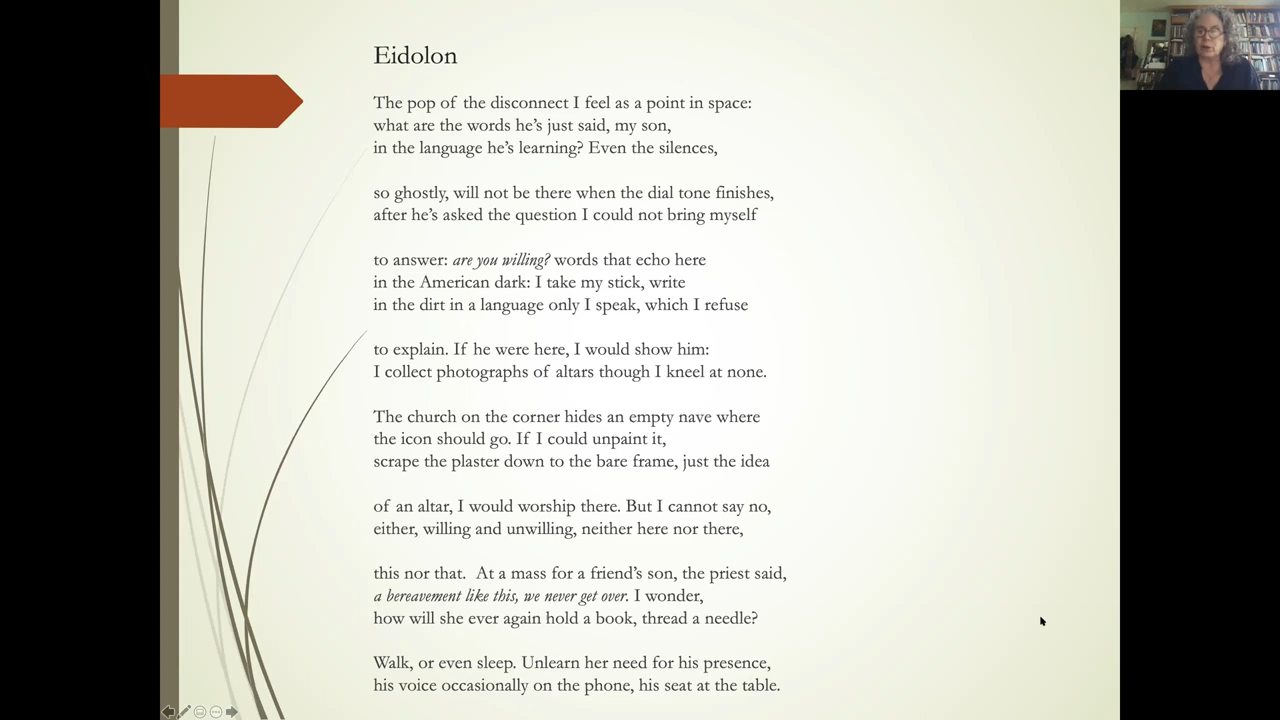 Eidolon
The pop of the disconnect I feel as a point in space:
what are the words he’s just said, my son,
in the language he’s learning? Even the silences,
so ghostly, will not be there when the dial tone finishes,
after he’s asked the question I could not bring myself
to answer: are you willing? words that echo here
in the American dark: I take my stick, write
in the dirt in a language only I speak, which I refuse
to explain. If he were here, I would show him:
I collect photographs of altars though I kneel at none.
The church on the corner hides an empty nave where
the icon should go. If I could unpaint it,
scrape the plaster down to the bare frame, just the idea
of an altar, I would worship there. But I cannot say no,
either, willing and unwilling, neither here nor there,
this nor that.  At a mass for a friend’s son, the priest said,
a bereavement like this, we never get over. I wonder,
how will she ever again hold a book, thread a needle?
Walk, or even sleep. Unlearn her need for his presence,
his voice occasionally on the phone, his seat at the table.